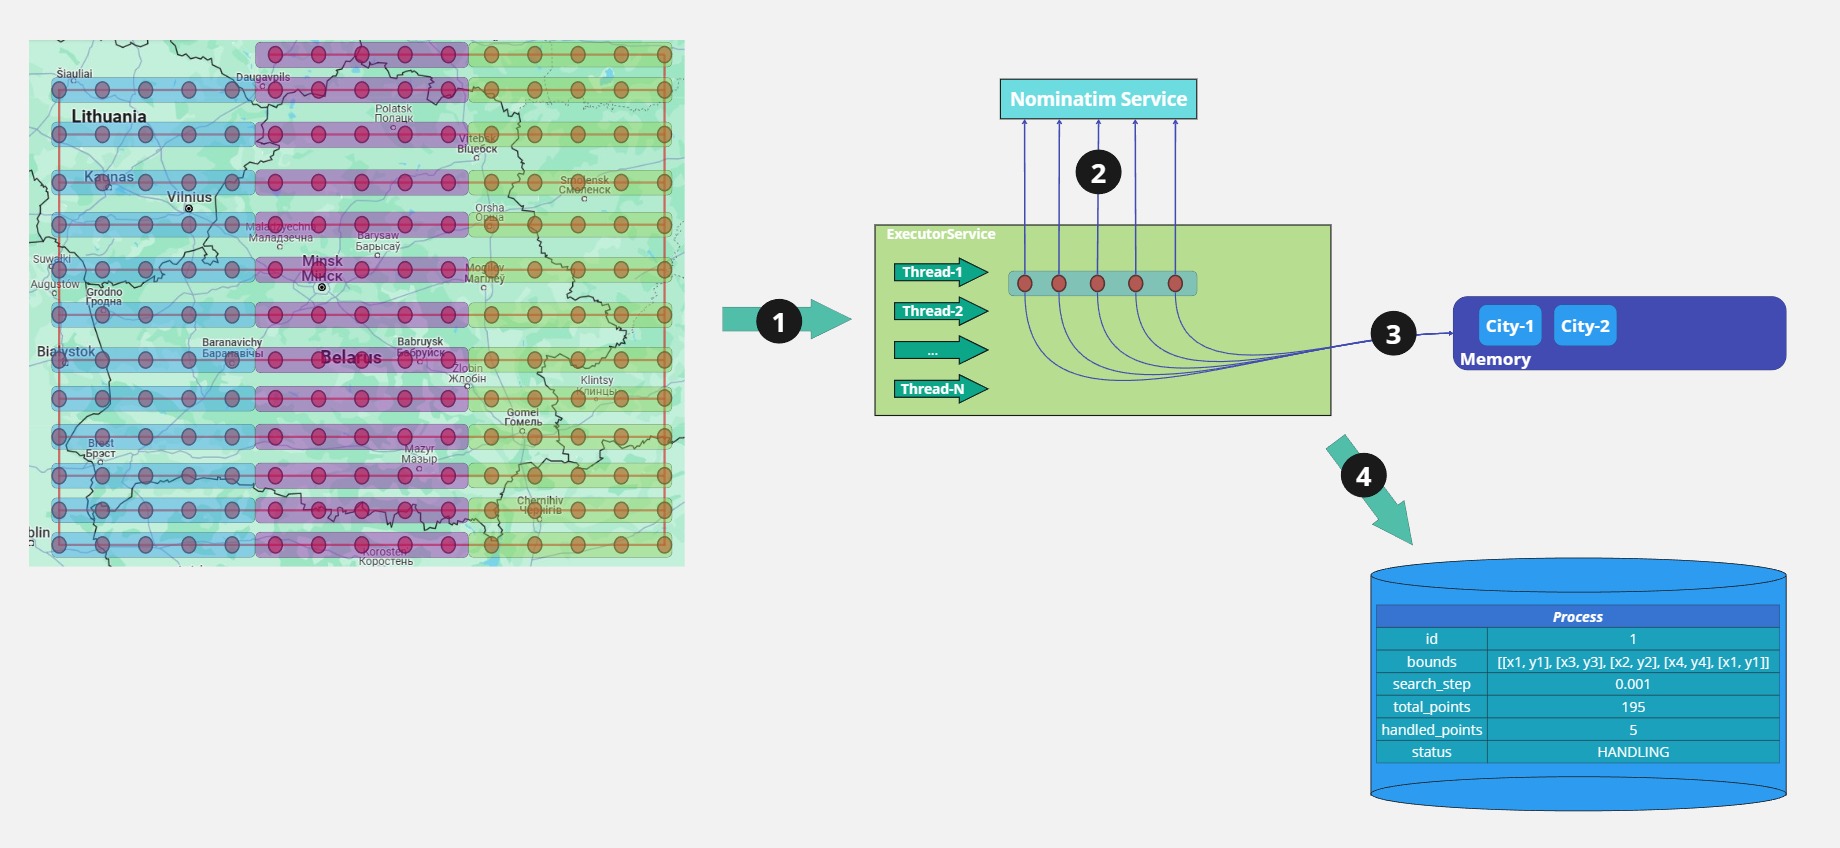 Šiauliai
Daugavpils
Lithuania
Polatsk
Полацк
Vitebsk
Віцебск
Kaunas
Vilnius
Smolensk
Смоленск
Orsha
Орша
Maladzyechna
Маладзечна
Barysaw
Барысаў
Suwałki
Minsk
Мінск
Mogilev
Магілёў
Augustów
Grodno
Гродна
Baranavichy
Баранавічы
Białystok
Belarus
Babruysk
Бабруйск
Zlobin
Жлобін
Klintsy
Клинцы
Gomel
Гомель
Brest
Брэст
Mazyr
Мазыр
Chernihiv
Чернігів
blin
Korosten
Коростень
1
Nominatim Service
2
ExecutorService
Thread-1
Thread-2
...
Thread-N
3
City-1
City-2
Memory
4
Process
id 1
bounds [[x1, y1], [x3, y3], [x2, y2], [x4, y4], [x1, y1]]
search_step 0.001
total_points 195
handled_points 5
status HANDLING